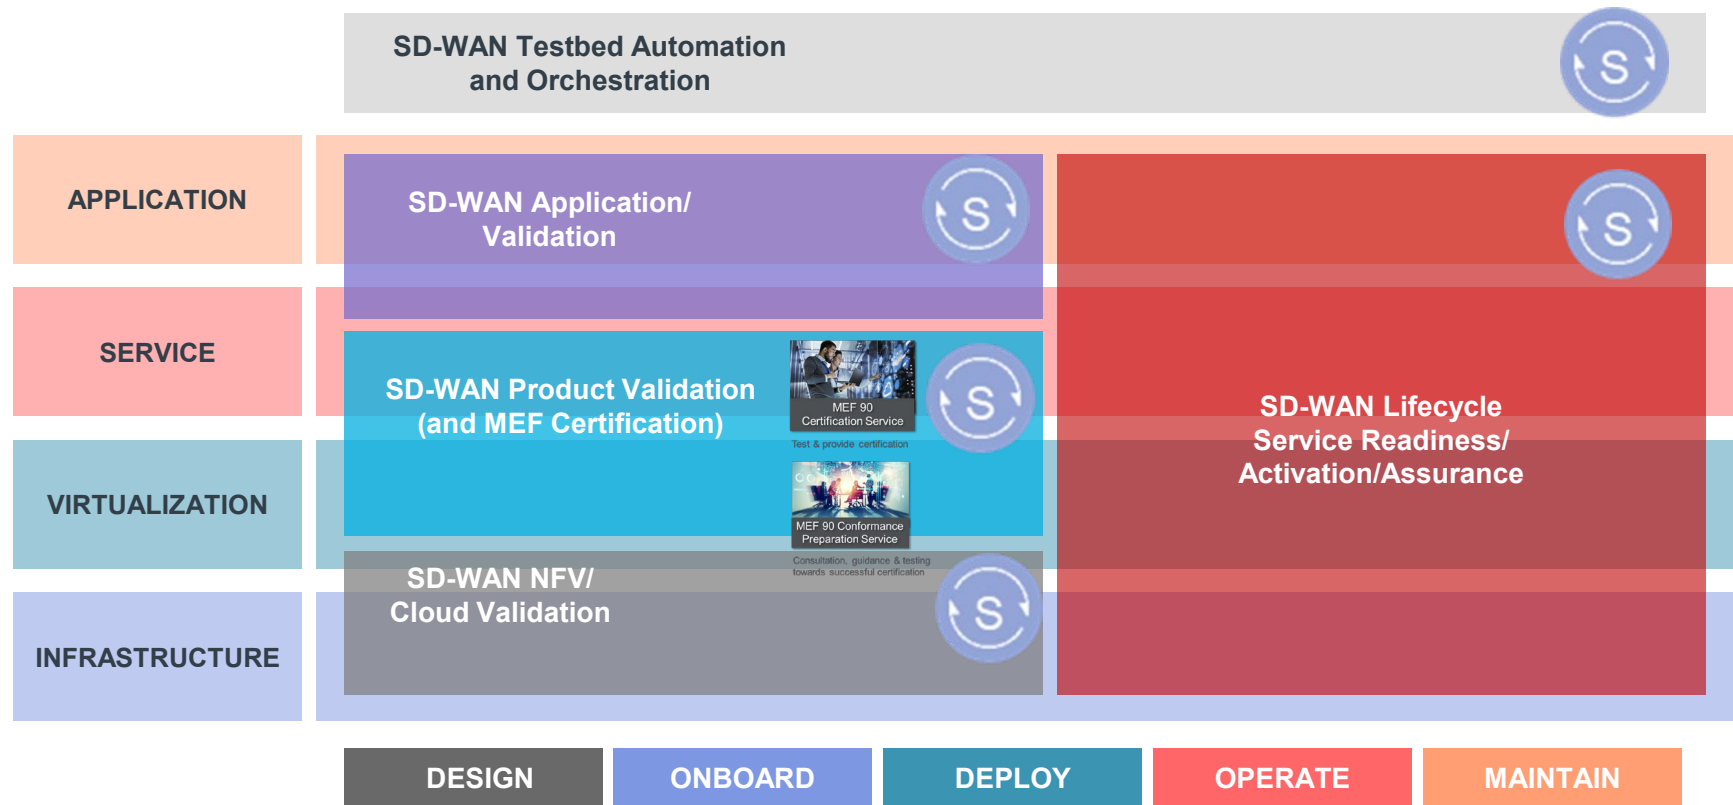 SD-WAN Testbed Automation
and Orchestration
S
APPLICATION
SD-WAN Application/
Validation
S
S
SERVICE
SD-WAN Product Validation
(and MEF Certification)
MEF 90
Certification Service
Test & provide certification
S
SD-WAN Lifecycle
Service Readiness/
Activation/Assurance
VIRTUALIZATION
MEF 90 Conformance
Preparation Service
Consultation, guidance & testing
towards successful certification
SD-WAN NFV/
Cloud Validation
S
INFRASTRUCTURE
DESIGN
ONBOARD
DEPLOY
OPERATE
MAINTAIN